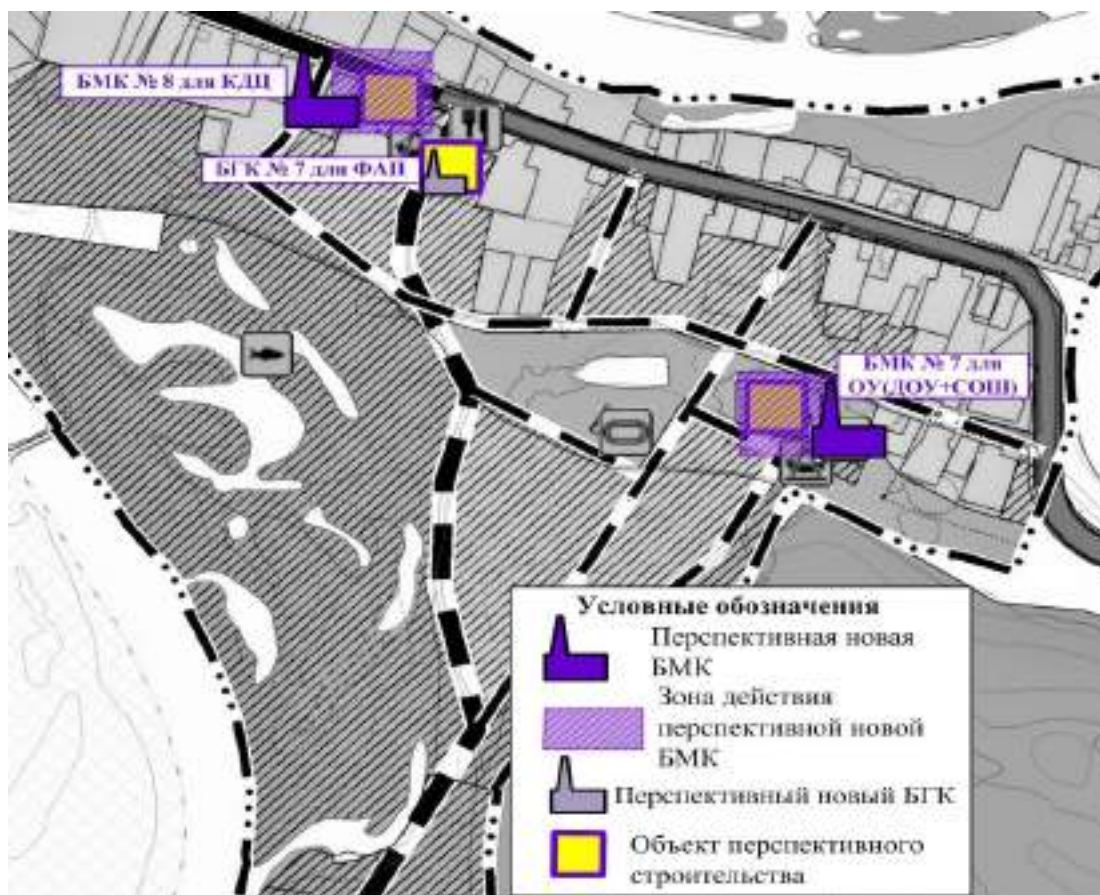 БМК № 8 для КДЦ
БГК № 7 для ФАП
БМК № 7 для
ОУ(ДОУ+СОШ)
Условные обозначения
Перспективная новая
БМК
Зона действия
перспективной новой
БМК
Перспективный новый БГК
Объект перспективного
строительства